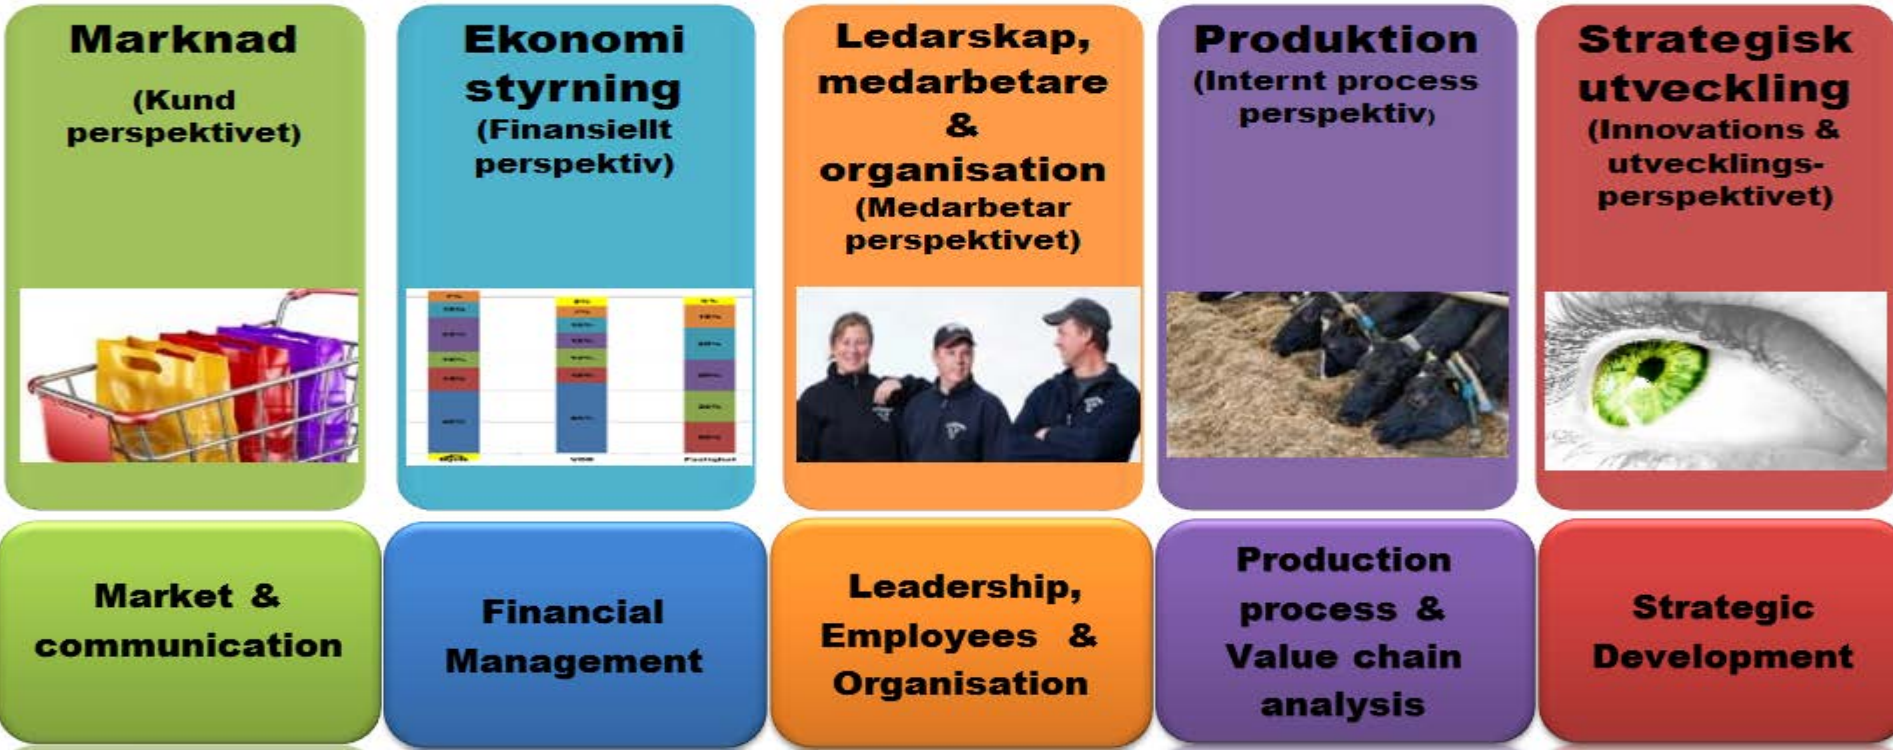 Marknad
(Kund
perspektivet)
Ekonomi
styrning
(Finansiellt
perspektiv)
Ledarskap,
medarbetare
&
organisation
(Medarbetar
perspektivet)
Produktion
(Internt process
perspektiv)
Strategisk
utveckling
(Innovations &
utvecklings-
perspektivet)
Market &
communication
Financial
Management
Leadership,
Employees &
Organisation
Production
process &
Value chain
analysis
Strategic
Development